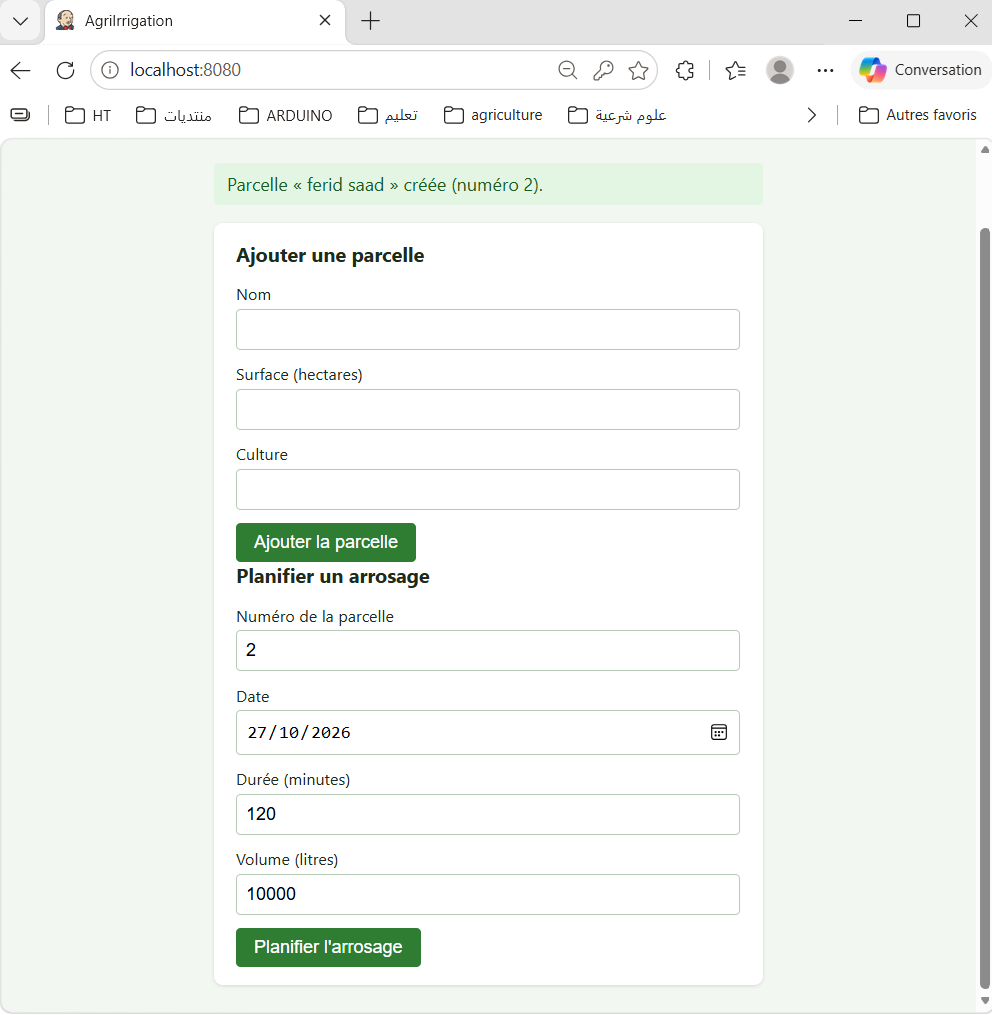 AgriIrrigation
localhost:8080
Conversation
HT
منتديات
ARDUINO
تعليم
agriculture
علوم شرعية
Autres favoris
Parcelle « ferid saad » créée (numéro 2).
Ajouter une parcelle
Nom
Surface (hectares)
Culture
Ajouter la parcelle
Planifier un arrosage
Numéro de la parcelle
2
Date
27/10/2026
Durée (minutes)
120
Volume (litres)
10000
Planifier l'arrosage